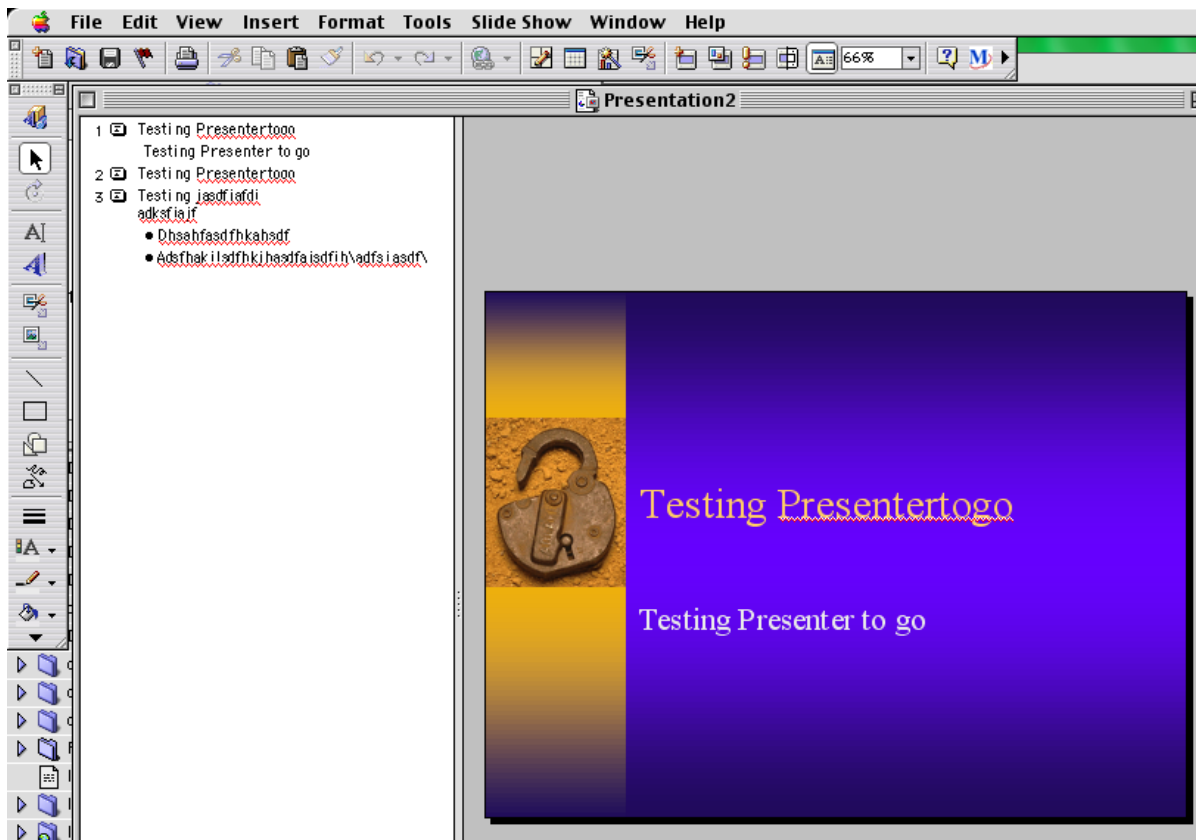 File Edit View Insert Format Tools Slide Show Window Help
66%
Presentation2
1 Testing Presentertogo
Testing Presenter to go
2 Testing Presentertogo
3 Testing jasdfiafdi
adksfiajf
• Dhsahfasdfhkahsdf
• Adsfhakilsdfhkjhasdfaisdfih\adfsiasdf\
Testing Presentertogo
Testing Presenter to go